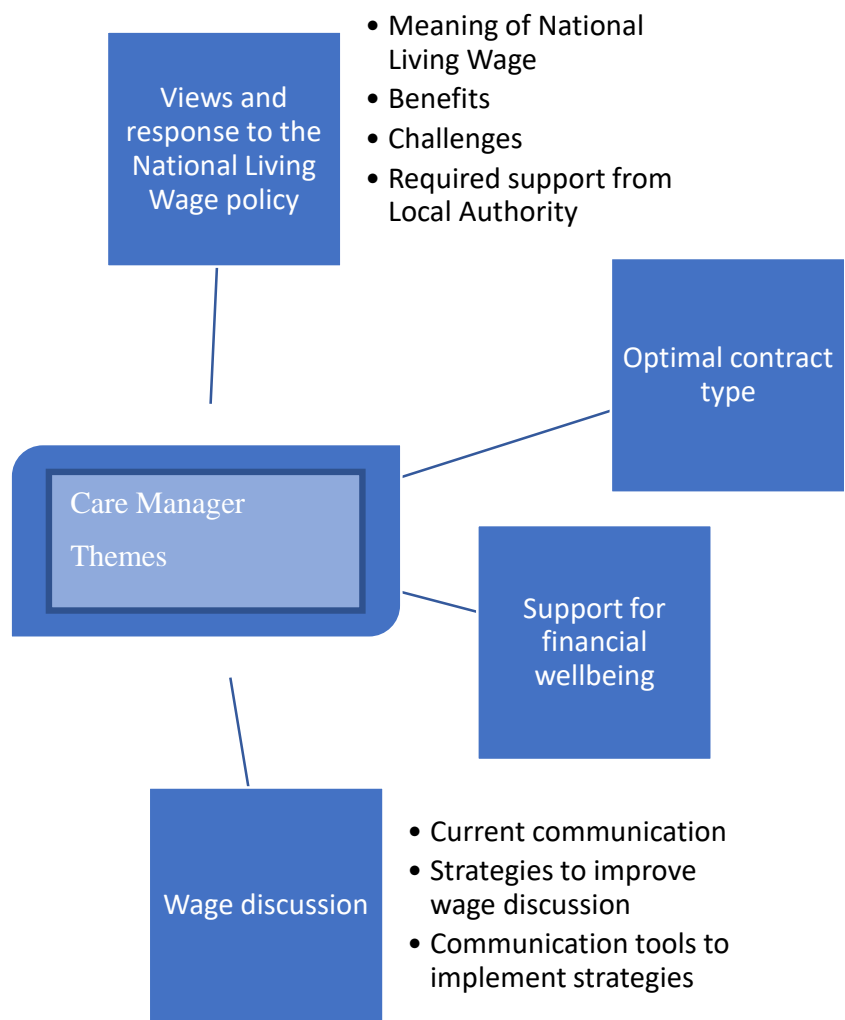 Views and
response to the
National Living
Wage policy
• Meaning of National
Living Wage
• Benefits
• Challenges
• Required support from
Local Authority
Optimal contract
type
Care Manager
Themes
Support for
financial
wellbeing
Wage discussion
• Current communication
• Strategies to improve
wage discussion
• Communication tools to
implement strategies